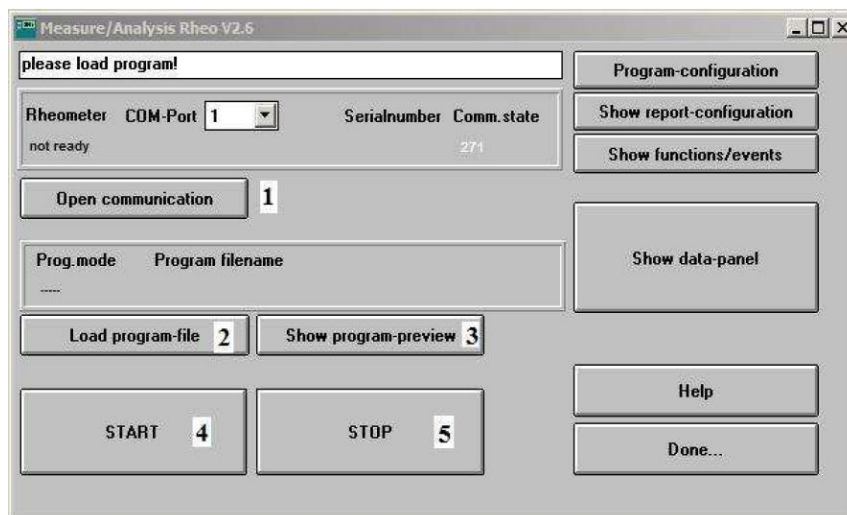 Measure/Analysis Rheo V2.6
please load program!
Program-configuration
Rheometer COM-Port 1 Serialnumber Comm.state
Show report-configuration
not ready 271
Show functions/events
Open communication 1
Prog.mode Program filename
-----
Show data-panel
Load program-file 2 Show program-preview 3
Help
START 4 STOP 5
Done...